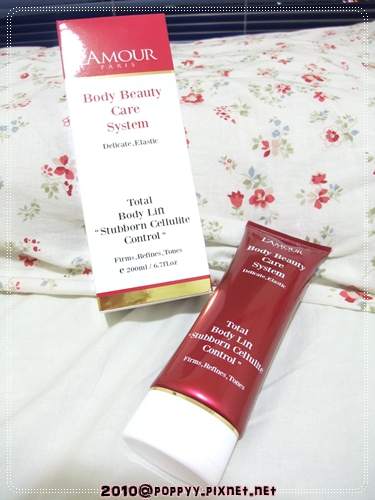 L'AMOUR
PARIS
Body Beauty
Care
System
Delicate,Elastic
Total
Body Lift
"Stubborn Cellulite
Control"
Firms,Refines,Tones
e 200ml / 6.7fl.oz
L'AMOUR
Body Beauty
Care
System
Delicate,Elastic
Total
Body Lift
"Stubborn Cellulite
Control"
Firms,Refines,Tones
2010@POPPYY.PIXNET.NET